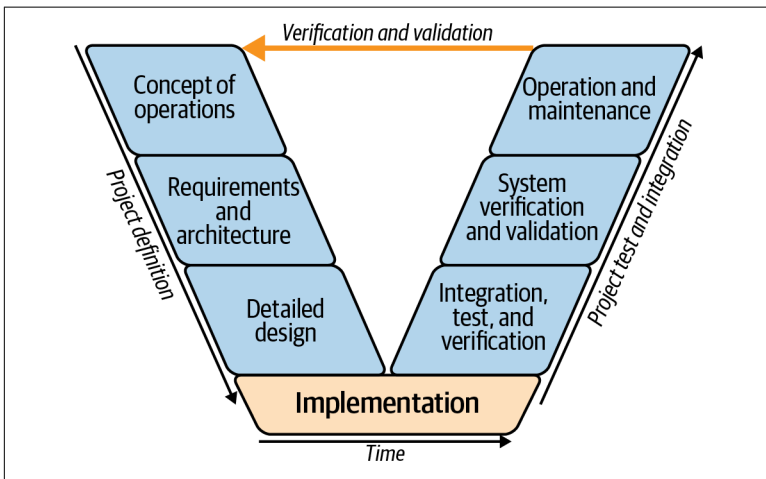 Verification and validation
Concept of
operations
Operation and
maintenance
Requirements
and
architecture
System
verification
and validation
Detailed
design
Integration,
test, and
verification
Project definition
Project test and integration
Implementation
Time